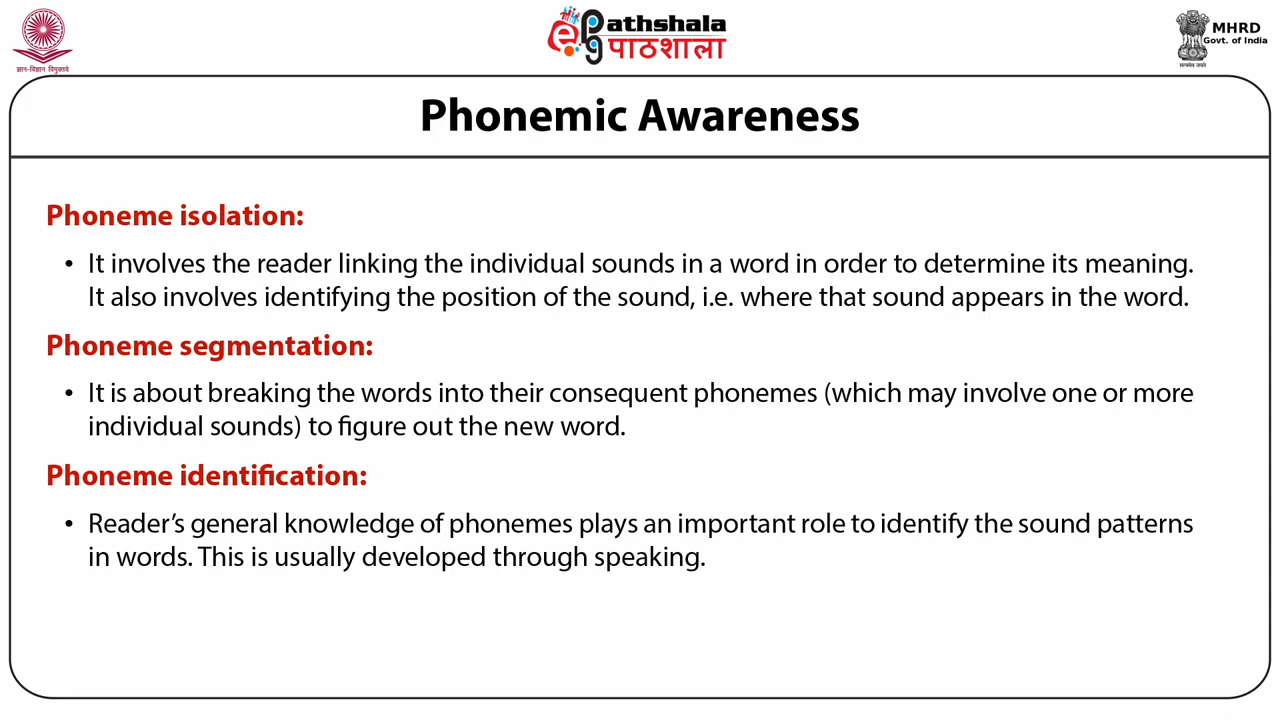 ज्ञान-विज्ञान विमुक्तये
ePathshala
पाठशाला
MHRD
Govt. of India
सत्यमेव जयते
Phonemic Awareness
Phoneme isolation:
• It involves the reader linking the individual sounds in a word in order to determine its meaning.
It also involves identifying the position of the sound, i.e. where that sound appears in the word.
Phoneme segmentation:
• It is about breaking the words into their consequent phonemes (which may involve one or more
individual sounds) to figure out the new word.
Phoneme identification:
• Reader’s general knowledge of phonemes plays an important role to identify the sound patterns
in words. This is usually developed through speaking.